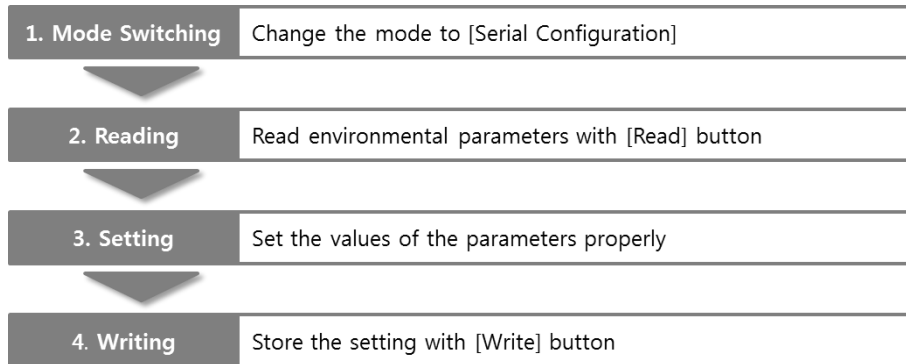 1. Mode Switching Change the mode to [Serial Configuration]
2. Reading Read environmental parameters with [Read] button
3. Setting Set the values of the parameters properly
4. Writing Store the setting with [Write] button